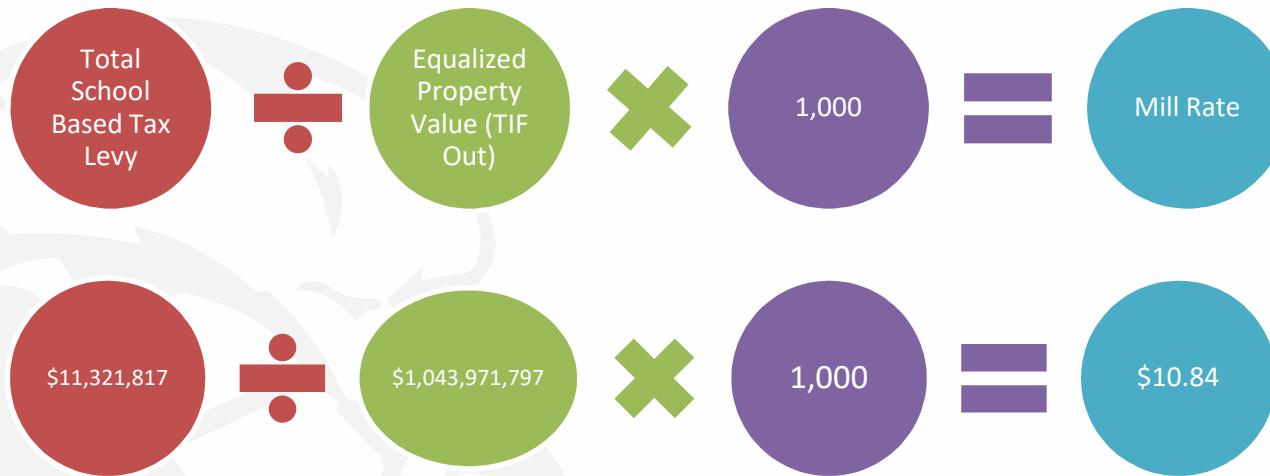 Total
School
Based Tax
Levy
Equalized
Property
Value (TIF
Out)
1,000
Mill Rate
$11,321,817
$1,043,971,797
1,000
$10.84